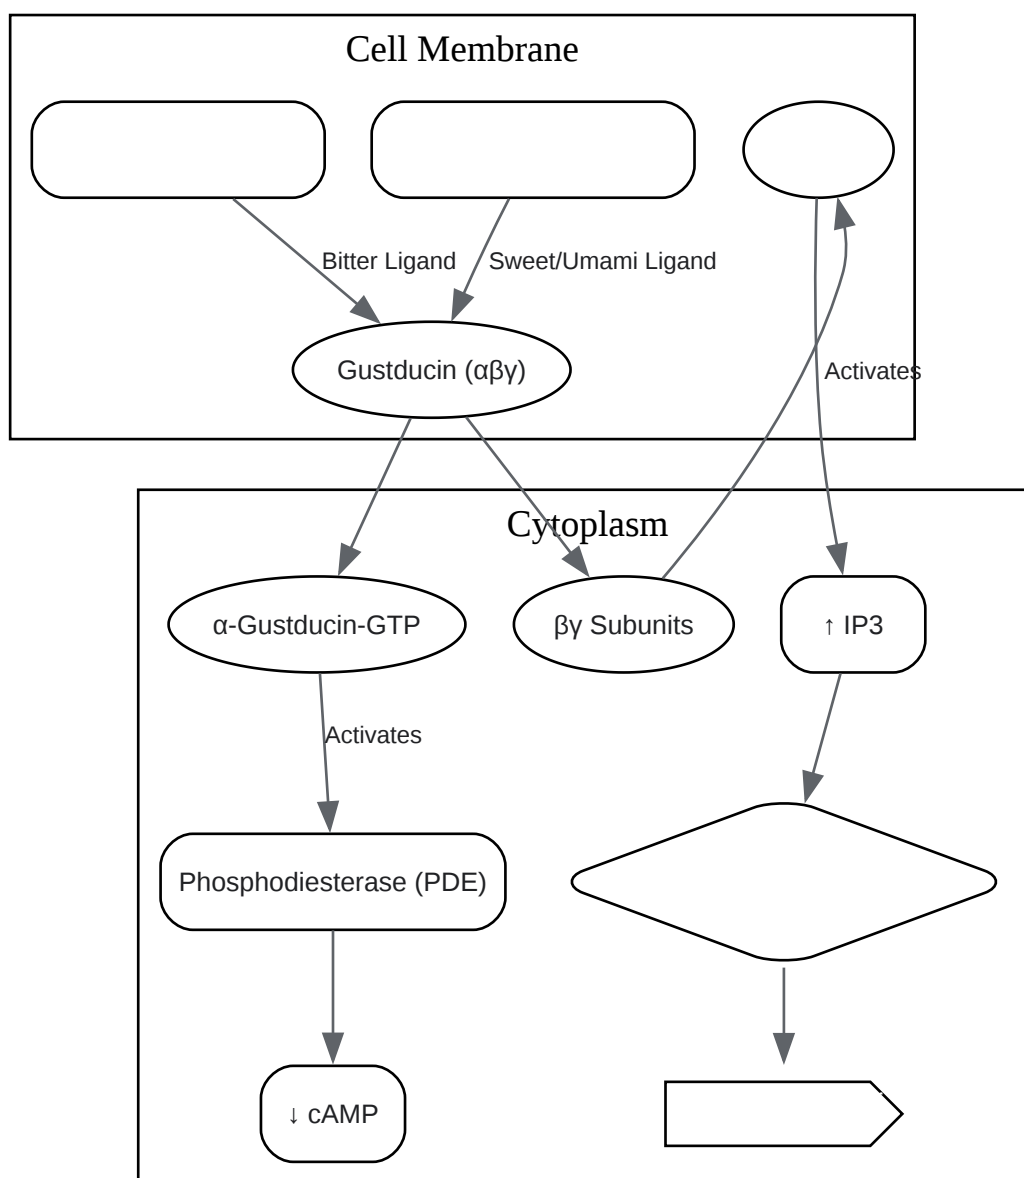 Cell Membrane
Bitter Ligand
Sweet/Umami Ligand
Gustducin (αβγ)
Activates
Cytoplasm
α-Gustducin-GTP
βγ Subunits
↑ IP3
Activates
Phosphodiesterase (PDE)
↓ cAMP